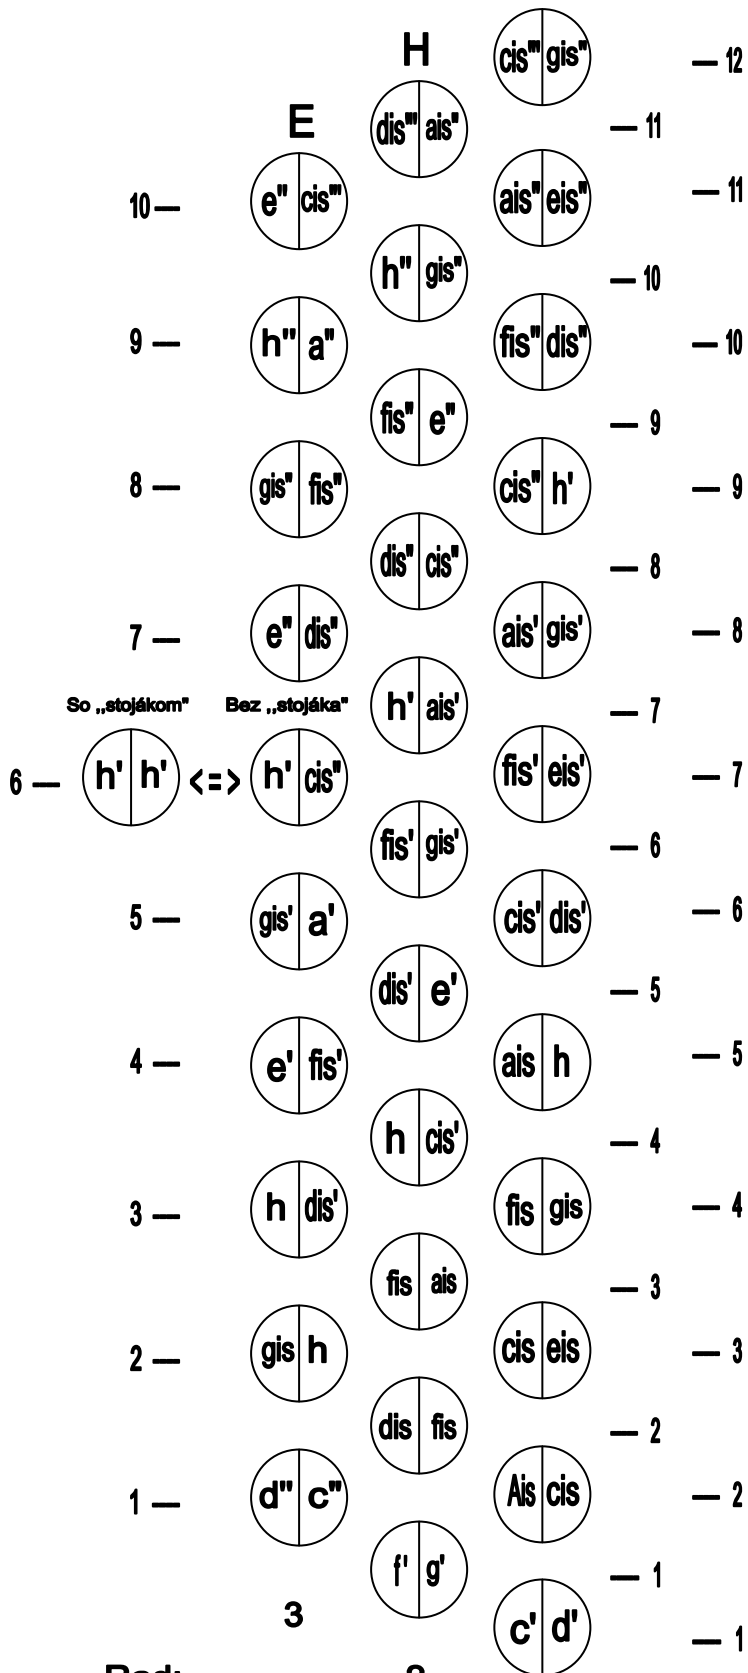 cis''' gis'' — 12
H
dis''' ais'' — 11
E
10 — e'' cis'''
ais'' eis'' — 11
h'' gis'' — 10
9 — h'' a''
fis'' dis'' — 10
fis'' e'' — 9
8 — gis'' fis''
cis'' h' — 9
dis'' cis'' — 8
7 — e'' dis''
ais' gis' — 8
So ,,stojákom" Bez ,,stojáka"
h' ais' — 7
6 — h' h' <=> h' cis''
fis' eis' — 7
fis' gis' — 6
5 — gis' a'
cis' dis' — 6
dis' e' — 5
4 — e' fis'
ais h — 5
h cis' — 4
3 — h dis'
fis gis — 4
fis ais — 3
2 — gis h
cis eis — 3
dis fis — 2
1 — d'' c''
Ais cis — 2
f' g' — 1
3
c' d' — 1